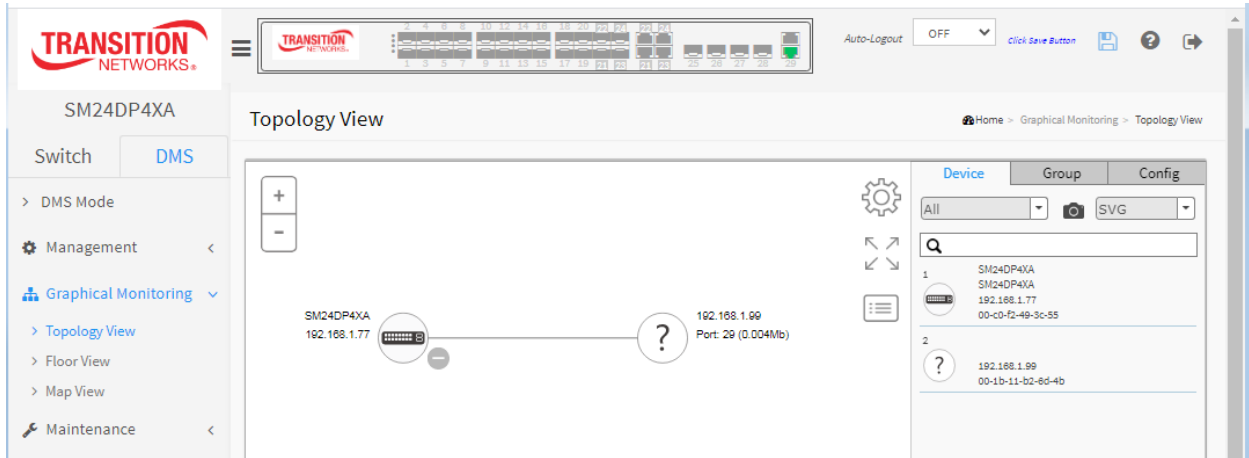 TRANSITION
NETWORKS®
SM24DP4XA
Switch DMS
> DMS Mode
Management
Graphical Monitoring
> Topology View
> Floor View
> Map View
Maintenance
TRANSITION
NETWORKS
2 4 6 8 10 12 14 16 18 20 22 21 22 21
1 3 5 7 9 11 13 15 17 19 25 26 27 28 29
Auto-Logout OFF Click Save Button
Topology View
Home > Graphical Monitoring > Topology View
+
−
SM24DP4XA
192.168.1.77
?
192.168.1.99
Port: 29 (0.004Mb)
Device Group Config
All SVG
1
SM24DP4XA
SM24DP4XA
192.168.1.77
00-c0-f2-49-3c-55
2
?
192.168.1.99
00-1b-11-b2-6d-4b